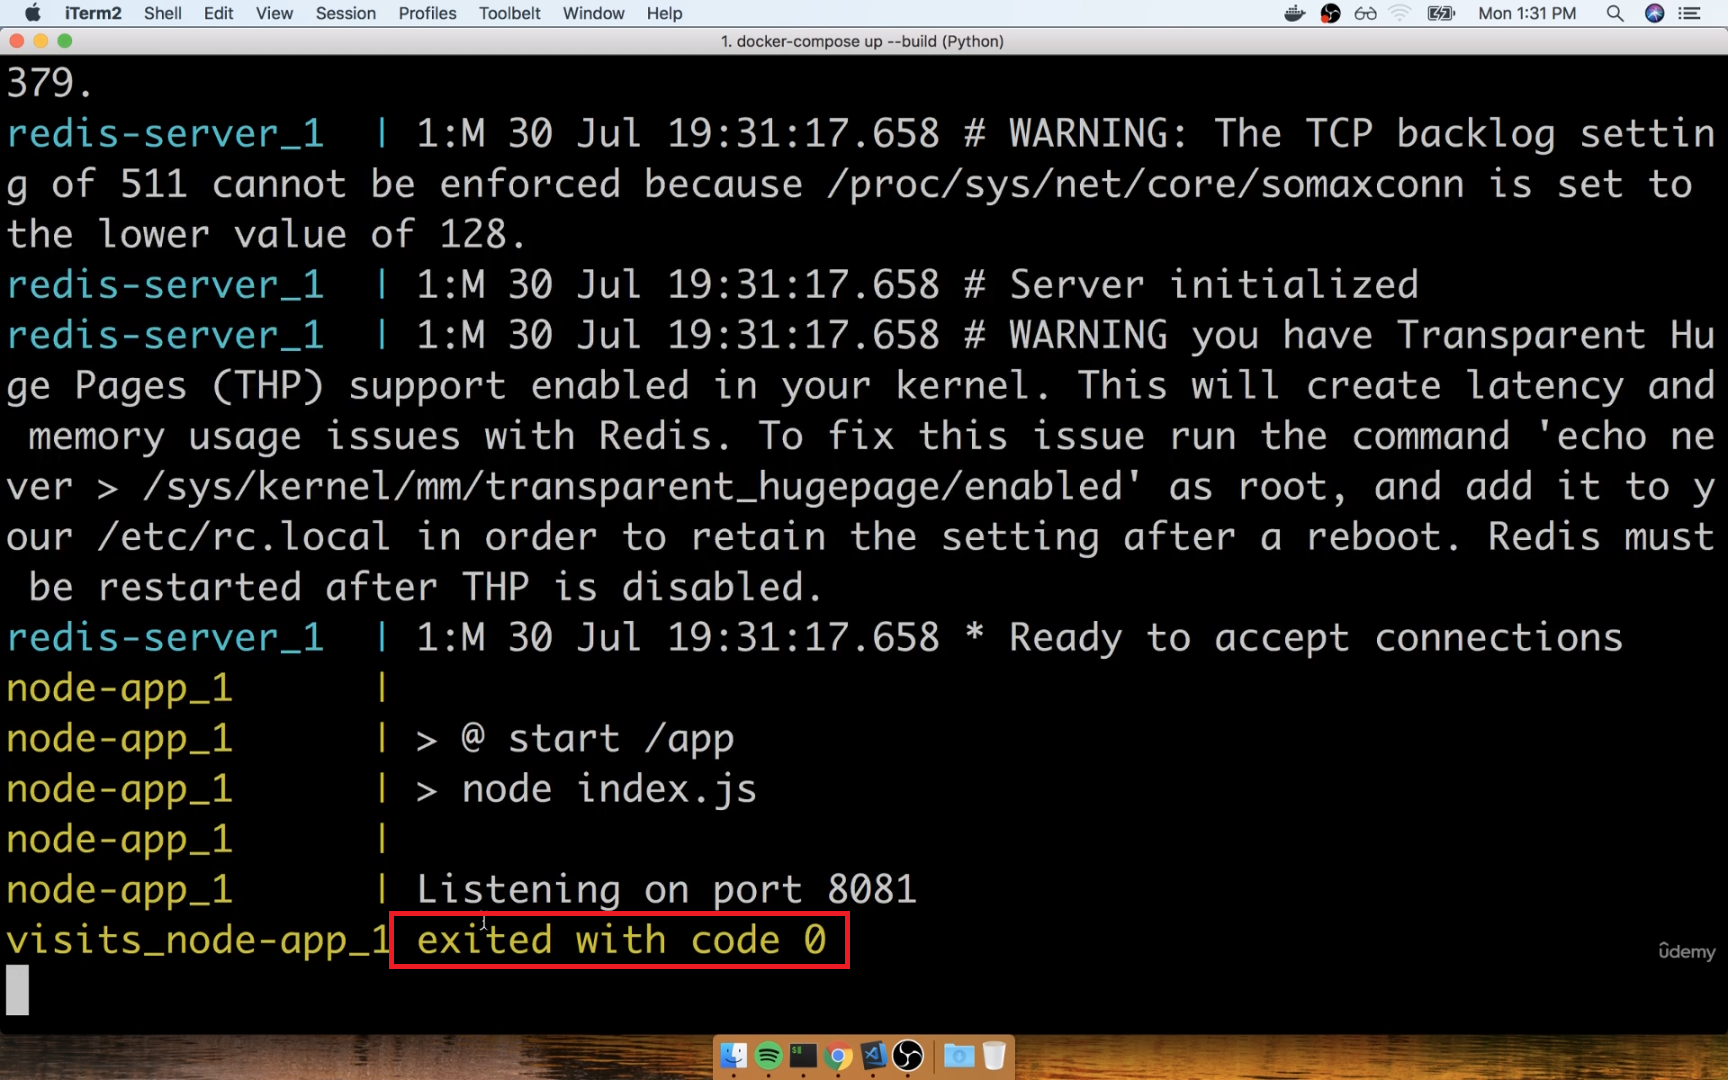 iTerm2 Shell Edit View Session Profiles Toolbelt Window Help Mon 1:31 PM
1. docker-compose up --build (Python)
379.
redis-server_1  | 1:M 30 Jul 19:31:17.658 # WARNING: The TCP backlog settin
g of 511 cannot be enforced because /proc/sys/net/core/somaxconn is set to
the lower value of 128.
redis-server_1  | 1:M 30 Jul 19:31:17.658 # Server initialized
redis-server_1  | 1:M 30 Jul 19:31:17.658 # WARNING you have Transparent Hu
ge Pages (THP) support enabled in your kernel. This will create latency and
 memory usage issues with Redis. To fix this issue run the command 'echo ne
ver > /sys/kernel/mm/transparent_hugepage/enabled' as root, and add it to y
our /etc/rc.local in order to retain the setting after a reboot. Redis must
 be restarted after THP is disabled.
redis-server_1  | 1:M 30 Jul 19:31:17.658 * Ready to accept connections
node-app_1      |
node-app_1      | > @ start /app
node-app_1      | > node index.js
node-app_1      |
node-app_1      | Listening on port 8081
visits_node-app_1 exited with code 0
ûdemy